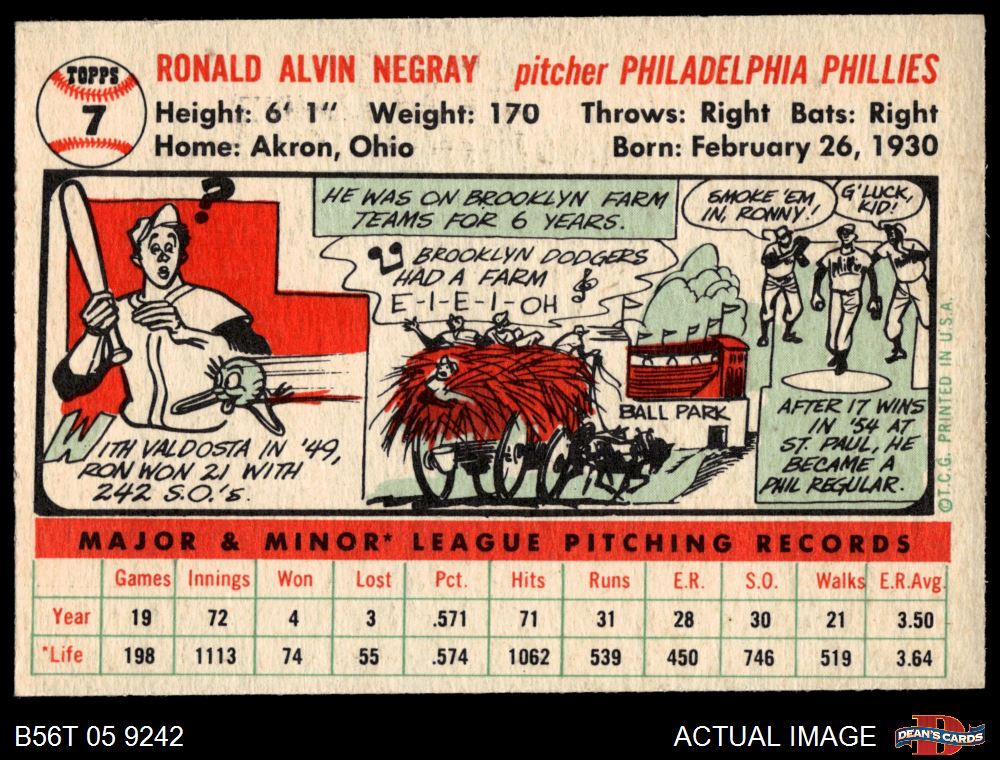 TOPPS
7
RONALD ALVIN NEGRAY pitcher PHILADELPHIA PHILLIES
Height: 6' 1" Weight: 170 Throws: Right Bats: Right
Home: Akron, Ohio Born: February 26, 1930
?
WITH VALDOSTA IN '49,
RON WON 21 WITH
242 S.O.'s.
HE WAS ON BROOKLYN FARM
TEAMS FOR 6 YEARS.
BROOKLYN DODGERS
HAD A FARM
E-I-E-I-OH
BALL PARK
SMOKE 'EM
IN, RONNY!
G'LUCK,
KID!
AFTER 17 WINS
IN '54 AT
ST. PAUL, HE
BECAME A
PHIL REGULAR.
©T.C.G. PRINTED IN U.S.A.
MAJOR & MINOR* LEAGUE PITCHING RECORDS
Games Innings Won Lost Pct. Hits Runs E.R. S.O. Walks E.R.Avg.
Year 19 72 4 3 .571 71 31 28 30 21 3.50
*Life 198 1113 74 55 .574 1062 539 450 746 519 3.64
B56T 05 9242 ACTUAL IMAGE DEAN'S CARDS